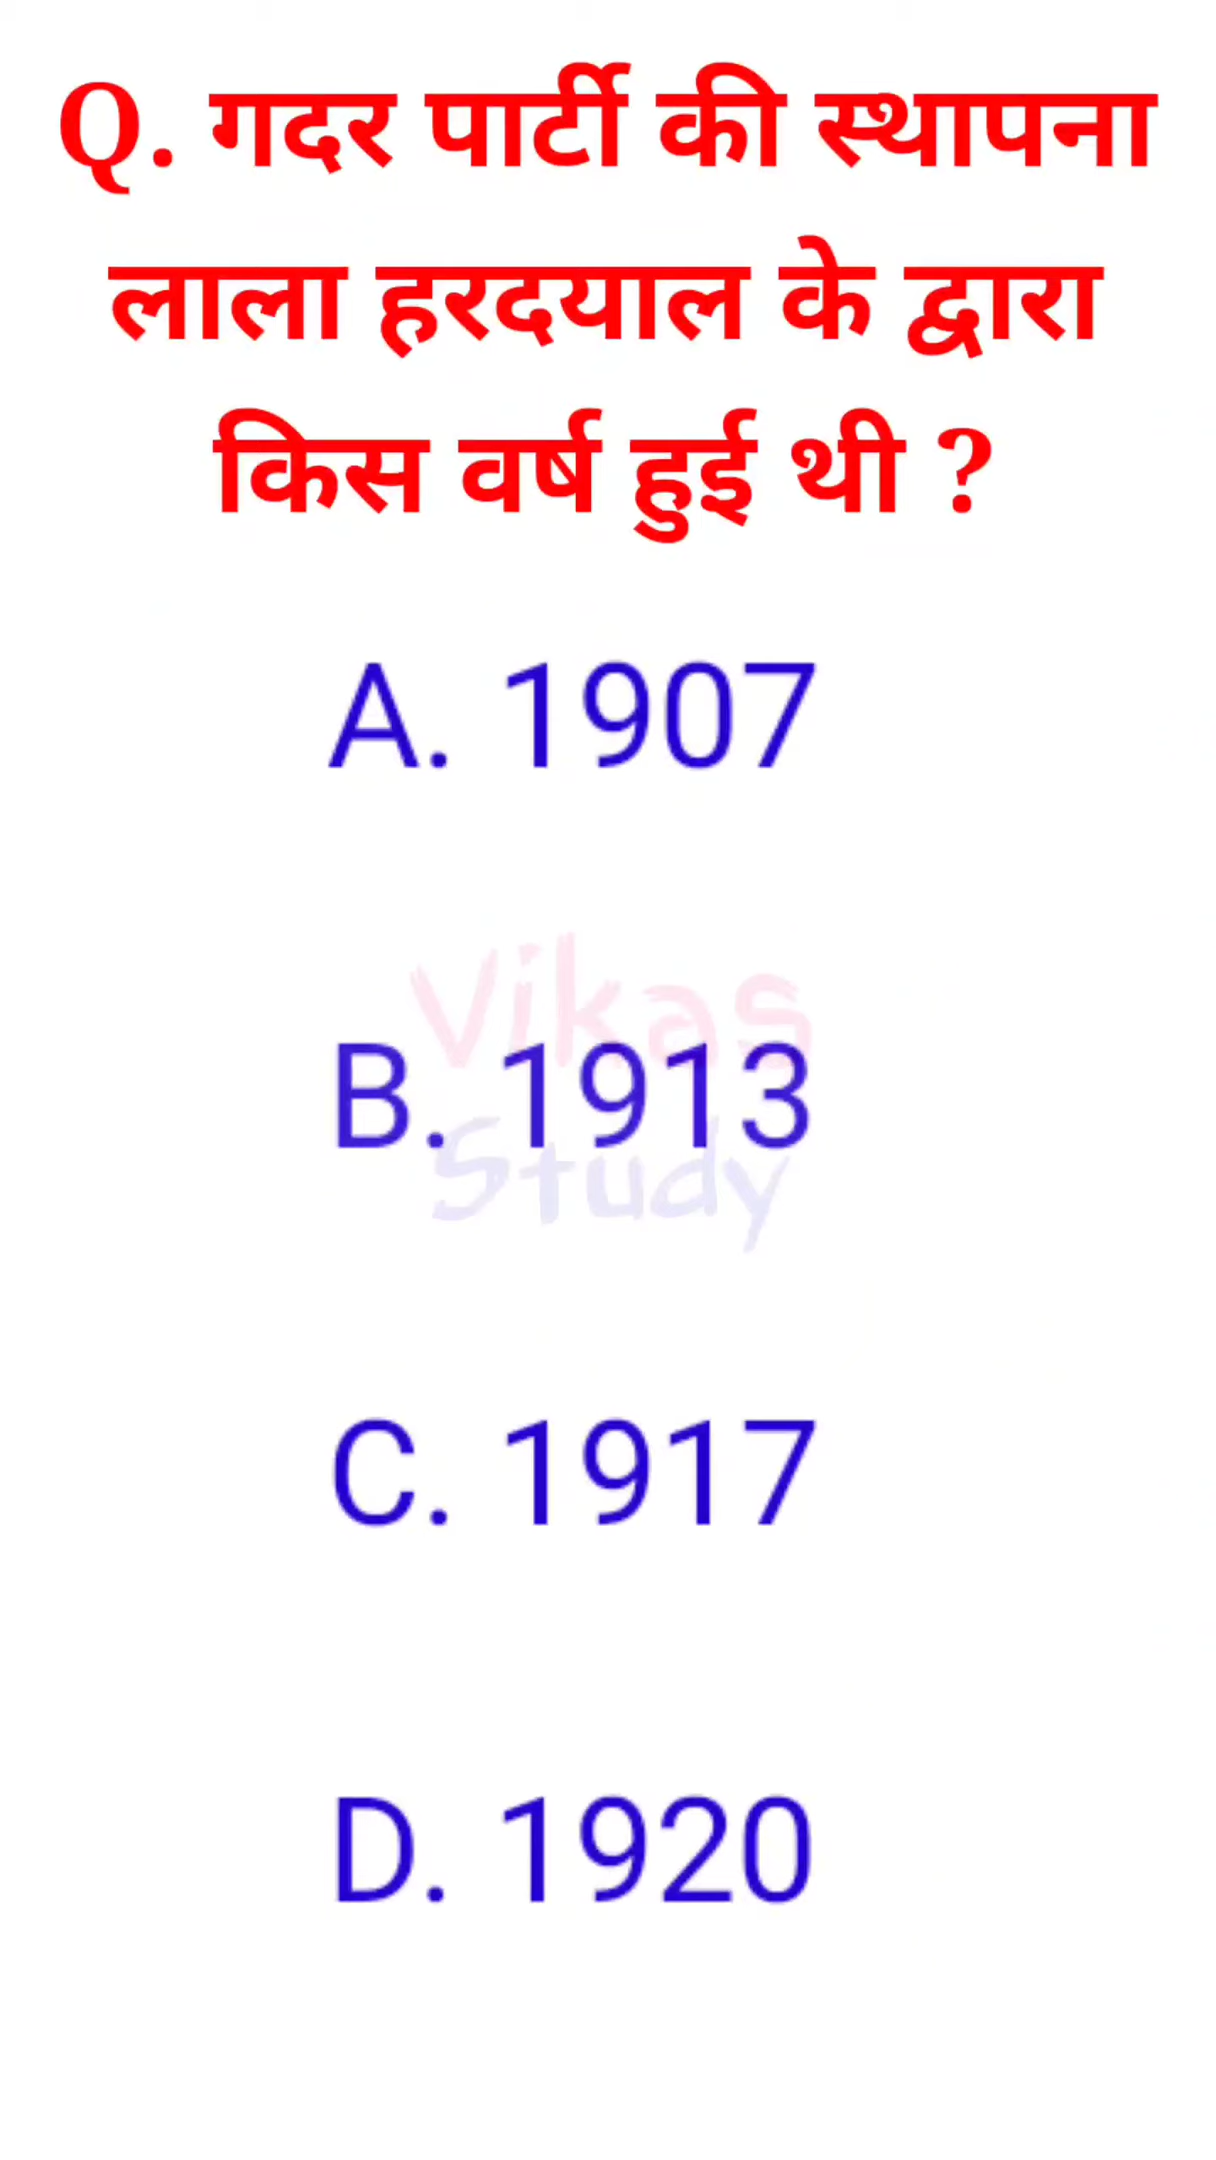 Q. गदर पार्टी की स्थापना
लाला हरदयाल के द्वारा
किस वर्ष हुई थी ?
A. 1907
Vikas
B. 1913
Study
C. 1917
D. 1920